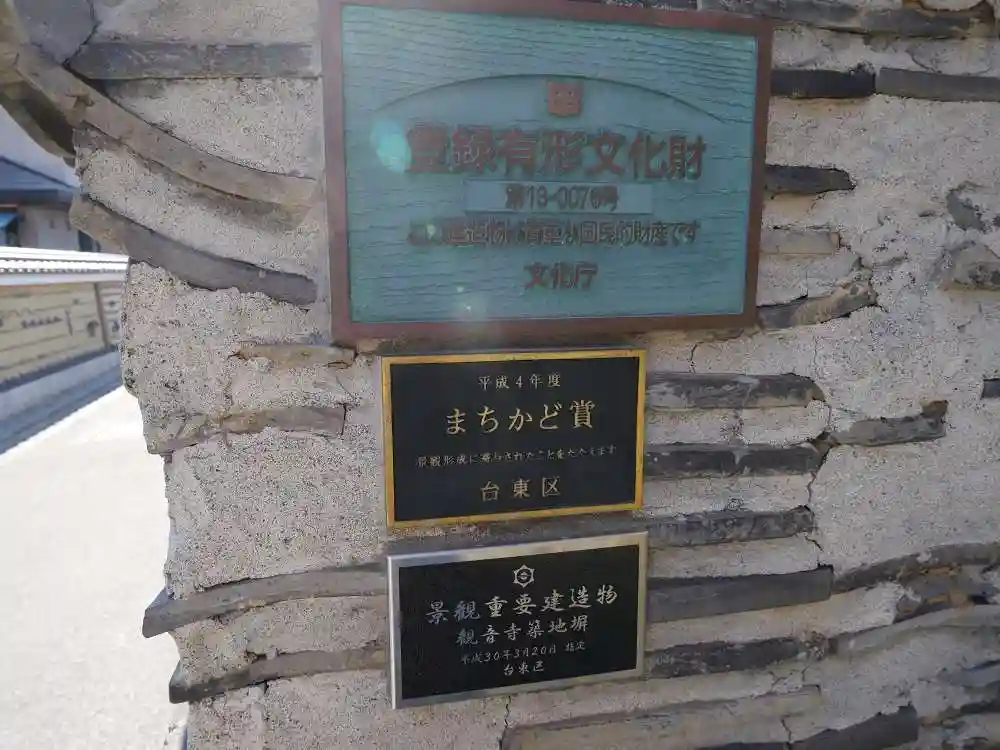 登録有形文化財
第13-0076号
この建造物は貴重な国民的財産です
文化庁
平成4年度
まちかど賞
景観形成に寄与されたことをたたえます
台東区
景観重要建造物
観音寺築地塀
平成30年3月20日 指定
台東区